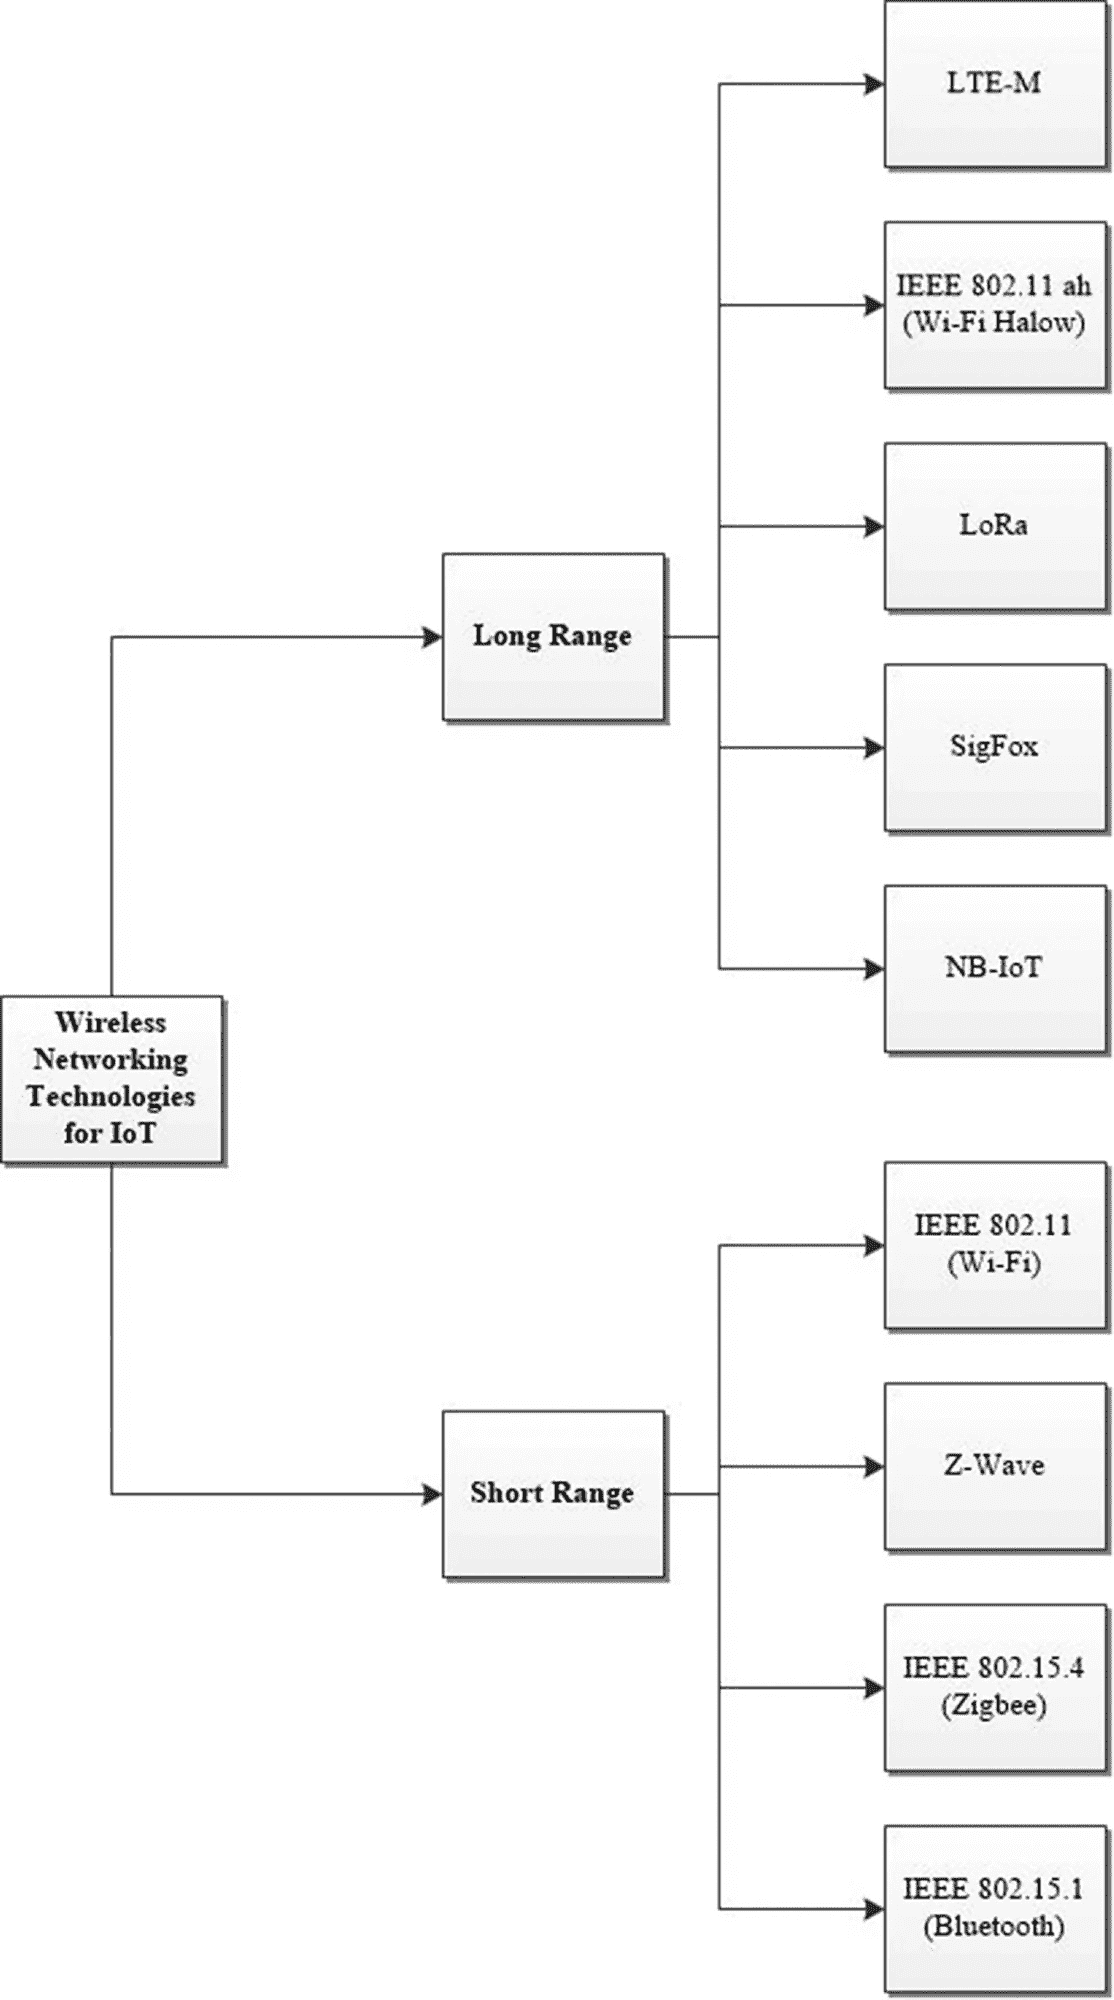 LTE-M
IEEE 802.11 ah
(Wi-Fi Halow)
LoRa
Long Range
SigFox
NB-IoT
Wireless
Networking
Technologies
for IoT
IEEE 802.11
(Wi-Fi)
Z-Wave
Short Range
IEEE 802.15.4
(Zigbee)
IEEE 802.15.1
(Bluetooth)